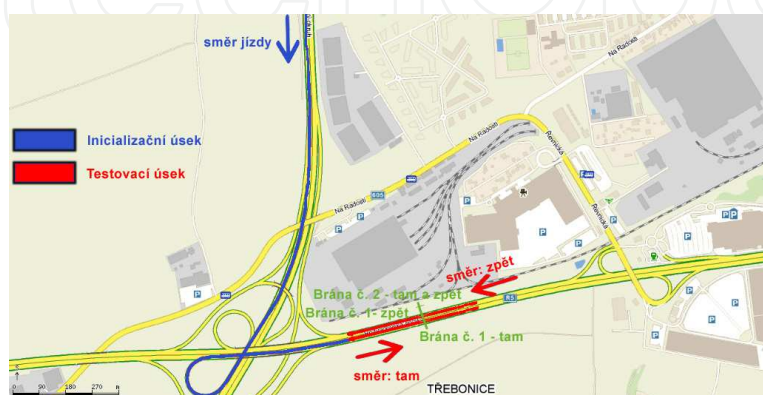 směr jízdy
Inicializační úsek
Testovací úsek
Na Radosti
Na Radosti
Řevnická
Řevnická
směr: zpět
R5
Brána č. 2 - tam a zpět
Brána č. 1- zpět
Brána č. 1 - tam
směr: tam
TŘEBONICE
0 90 180 270